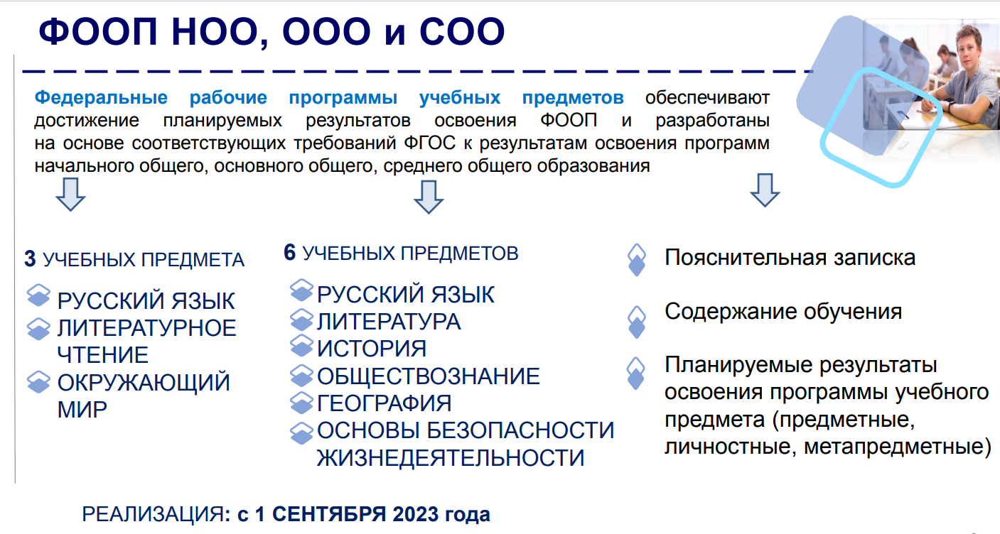 ФООП НОО, ООО и СОО
Федеральные рабочие программы учебных предметов обеспечивают
достижение планируемых результатов освоения ФООП и разработаны
на основе соответствующих требований ФГОС к результатам освоения программ
начального общего, основного общего, среднего общего образования
3 УЧЕБНЫХ ПРЕДМЕТА
РУССКИЙ ЯЗЫК
ЛИТЕРАТУРНОЕ
ЧТЕНИЕ
ОКРУЖАЮЩИЙ
МИР
6 УЧЕБНЫХ ПРЕДМЕТОВ
РУССКИЙ ЯЗЫК
ЛИТЕРАТУРА
ИСТОРИЯ
ОБЩЕСТВОЗНАНИЕ
ГЕОГРАФИЯ
ОСНОВЫ БЕЗОПАСНОСТИ
ЖИЗНЕДЕЯТЕЛЬНОСТИ
Пояснительная записка
Содержание обучения
Планируемые результаты
освоения программы учебного
предмета (предметные,
личностные, метапредметные)
РЕАЛИЗАЦИЯ: с 1 СЕНТЯБРЯ 2023 года